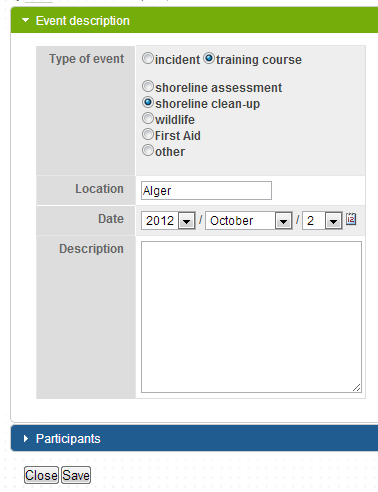 Event description
Type of event
incident training course
shoreline assessment
shoreline clean-up
wildlife
First Aid
other
Location Alger
Date 2012 / October / 2
Description
Participants
Close Save